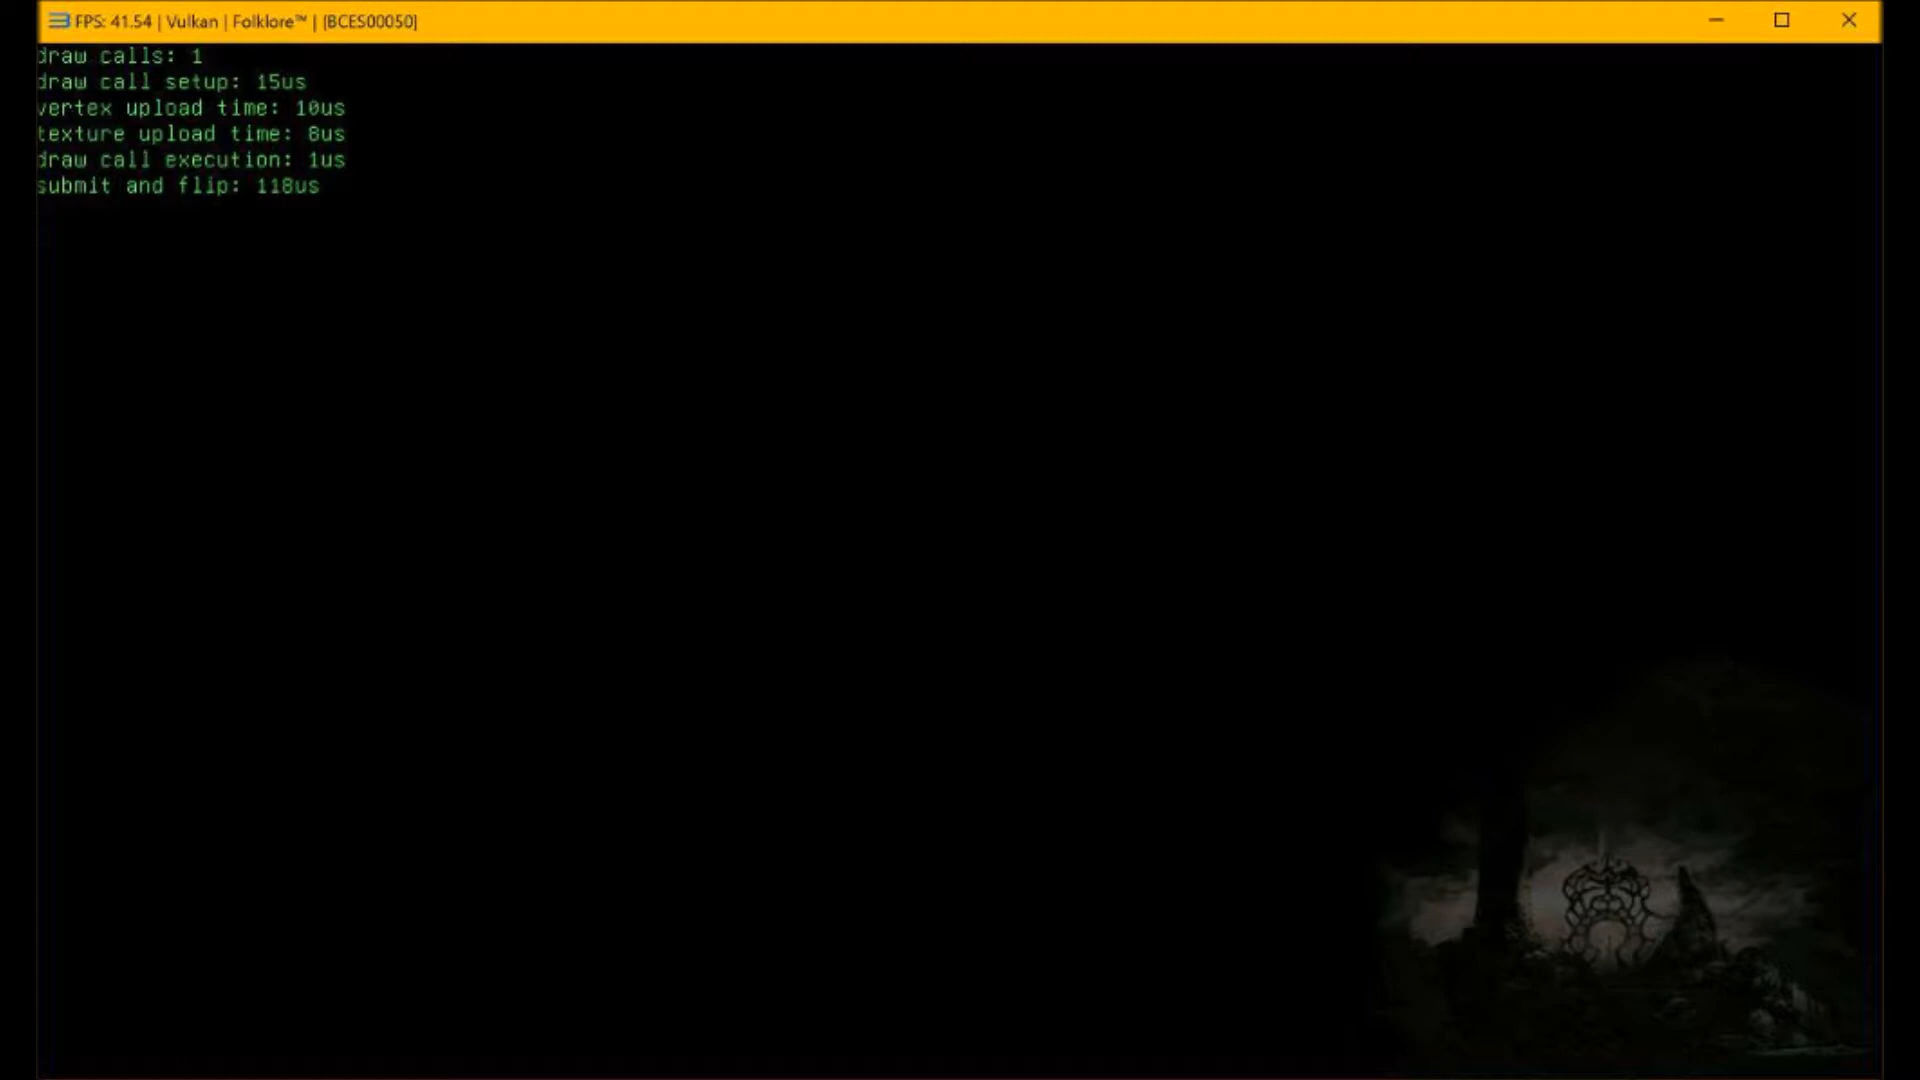 FPS: 41.54 | Vulkan | Folklore™ | [BCES00050]
draw calls: 1
draw call setup: 15us
vertex upload time: 10us
texture upload time: 8us
draw call execution: 1us
submit and flip: 118us